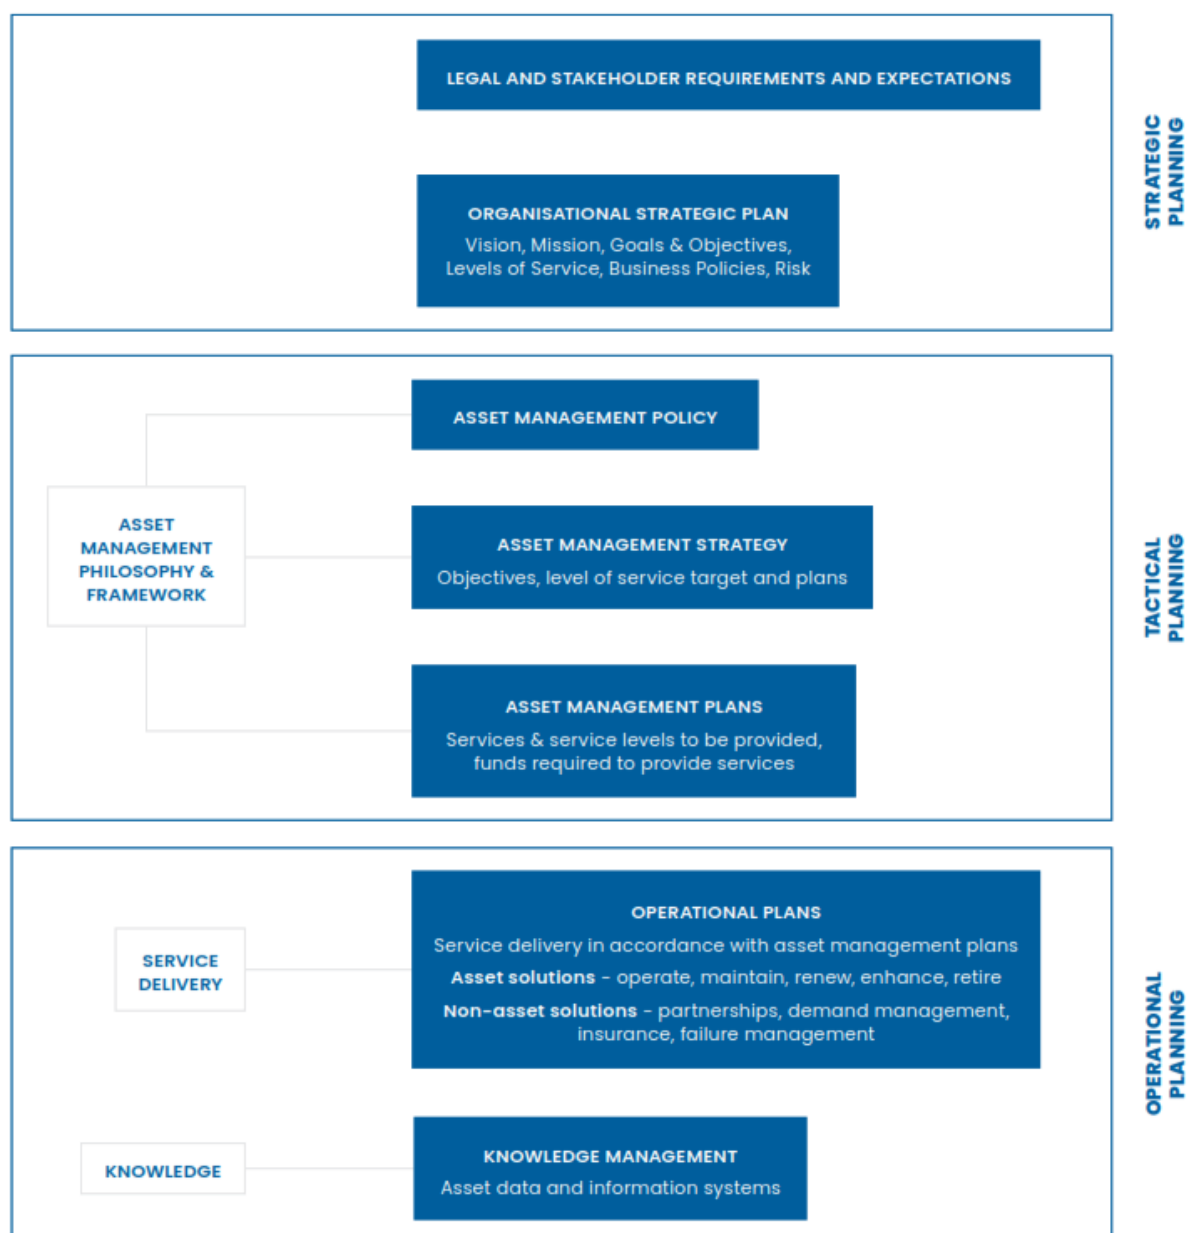 LEGAL AND STAKEHOLDER REQUIREMENTS AND EXPECTATIONS
ORGANISATIONAL STRATEGIC PLAN
Vision, Mission, Goals & Objectives,
Levels of Service, Business Policies, Risk
STRATEGIC
PLANNING
ASSET MANAGEMENT POLICY
ASSET
MANAGEMENT
PHILOSOPHY &
FRAMEWORK
ASSET MANAGEMENT STRATEGY
Objectives, level of service target and plans
ASSET MANAGEMENT PLANS
Services & service levels to be provided,
funds required to provide services
TACTICAL
PLANNING
SERVICE
DELIVERY
OPERATIONAL PLANS
Service delivery in accordance with asset management plans
Asset solutions - operate, maintain, renew, enhance, retire
Non-asset solutions - partnerships, demand management,
insurance, failure management
KNOWLEDGE
KNOWLEDGE MANAGEMENT
Asset data and information systems
OPERATIONAL
PLANNING